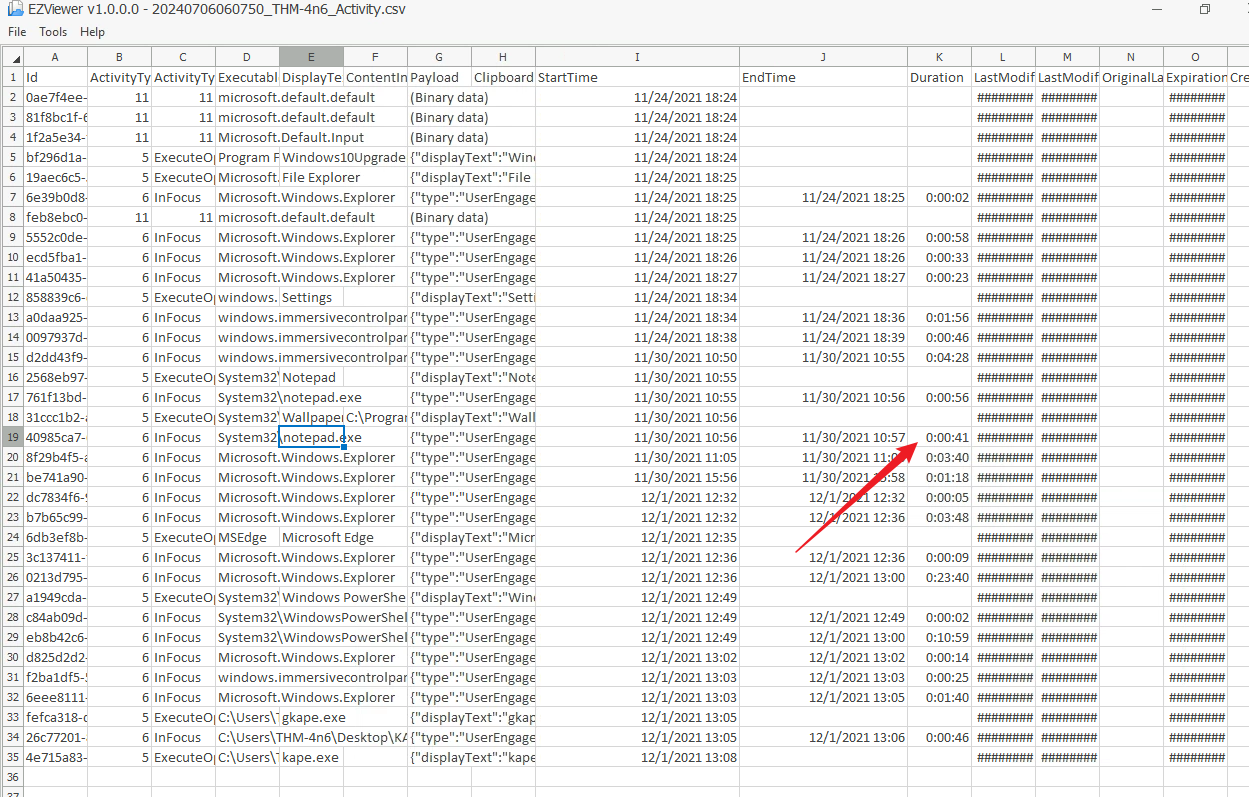 EZViewer v1.0.0.0 - 20240706060750_THM-4n6_Activity.csv
File Tools Help
A B C D E F G H I J K L M N O
1 Id ActivityTy ActivityTy Executabl DisplayTe ContentIn Payload Clipboard StartTime EndTime Duration LastModif LastModif OriginalLa Expiration Cre
2 0ae7f4ee- 11 11 microsoft.default.default (Binary data) 11/24/2021 18:24 ######## ######## ########
3 81f8bc1f-6 11 11 microsoft.default.default (Binary data) 11/24/2021 18:24 ######## ######## ########
4 1f2a5e34- 11 11 Microsoft.Default.Input (Binary data) 11/24/2021 18:24 ######## ######## ########
5 bf296d1a- 5 ExecuteOp Program F Windows10Upgrade {"displayText":"Wind 11/24/2021 18:24 ######## ######## ########
6 19aec6c5- 5 ExecuteOp Microsoft. File Explorer {"displayText":"File 11/24/2021 18:25 ######## ######## ########
7 6e39b0d8- 6 InFocus Microsoft.Windows.Explorer {"type":"UserEngage 11/24/2021 18:25 11/24/2021 18:25 0:00:02 ######## ######## ########
8 feb8ebc0- 11 11 microsoft.default.default (Binary data) 11/24/2021 18:25 ######## ######## ########
9 5552c0de- 6 InFocus Microsoft.Windows.Explorer {"type":"UserEngage 11/24/2021 18:25 11/24/2021 18:26 0:00:58 ######## ######## ########
10 ecd5fba1- 6 InFocus Microsoft.Windows.Explorer {"type":"UserEngage 11/24/2021 18:26 11/24/2021 18:26 0:00:33 ######## ######## ########
11 41a50435- 6 InFocus Microsoft.Windows.Explorer {"type":"UserEngage 11/24/2021 18:27 11/24/2021 18:27 0:00:23 ######## ######## ########
12 858839c6- 5 ExecuteOp windows. Settings {"displayText":"Setti 11/24/2021 18:34 ######## ######## ########
13 a0daa925- 6 InFocus windows.immersivecontrolpar {"type":"UserEngage 11/24/2021 18:34 11/24/2021 18:36 0:01:56 ######## ######## ########
14 0097937d- 6 InFocus windows.immersivecontrolpar {"type":"UserEngage 11/24/2021 18:38 11/24/2021 18:39 0:00:46 ######## ######## ########
15 d2dd43f9- 6 InFocus windows.immersivecontrolpar {"type":"UserEngage 11/30/2021 10:50 11/30/2021 10:55 0:04:28 ######## ######## ########
16 2568eb97- 5 ExecuteOp System32\ Notepad {"displayText":"Note 11/30/2021 10:55 ######## ######## ########
17 761f13bd- 6 InFocus System32\notepad.exe {"type":"UserEngage 11/30/2021 10:55 11/30/2021 10:56 0:00:56 ######## ######## ########
18 31ccc1b2-a 5 ExecuteOp System32\ Wallpaper C:\Program {"displayText":"Wall 11/30/2021 10:56 ######## ######## ########
19 40985ca7- 6 InFocus System32\notepad.exe {"type":"UserEngage 11/30/2021 10:56 11/30/2021 10:57 0:00:41 ######## ######## ########
20 8f29b4f5-a 6 InFocus Microsoft.Windows.Explorer {"type":"UserEngage 11/30/2021 11:05 11/30/2021 0:03:40 ######## ######## ########
21 be741a90- 6 InFocus Microsoft.Windows.Explorer {"type":"UserEngage 11/30/2021 15:56 11/30/2021 0:01:18 ######## ######## ########
22 dc7834f6-9 6 InFocus Microsoft.Windows.Explorer {"type":"UserEngage 12/1/2021 12:32 12/1/2021 12:32 0:00:05 ######## ######## ########
23 b7b65c99- 6 InFocus Microsoft.Windows.Explorer {"type":"UserEngage 12/1/2021 12:32 12/1/2021 12:36 0:03:48 ######## ######## ########
24 6db3ef8b- 5 ExecuteOp MSEdge Microsoft Edge {"displayText":"Micr 12/1/2021 12:35 ######## ######## ########
25 3c137411- 6 InFocus Microsoft.Windows.Explorer {"type":"UserEngage 12/1/2021 12:36 12/1/2021 12:36 0:00:09 ######## ######## ########
26 0213d795- 6 InFocus Microsoft.Windows.Explorer {"type":"UserEngage 12/1/2021 12:36 12/1/2021 13:00 0:23:40 ######## ######## ########
27 a1949cda- 5 ExecuteOp System32\ Windows PowerShe {"displayText":"Wind 12/1/2021 12:49 ######## ######## ########
28 c84ab09d- 6 InFocus System32\WindowsPowerShel {"type":"UserEngage 12/1/2021 12:49 12/1/2021 12:49 0:00:02 ######## ######## ########
29 eb8b42c6- 6 InFocus System32\WindowsPowerShel {"type":"UserEngage 12/1/2021 12:49 12/1/2021 13:00 0:10:59 ######## ######## ########
30 d825d2d2- 6 InFocus Microsoft.Windows.Explorer {"type":"UserEngage 12/1/2021 13:02 12/1/2021 13:02 0:00:14 ######## ######## ########
31 f2ba1df5-5 6 InFocus windows.immersivecontrolpar {"type":"UserEngage 12/1/2021 13:03 12/1/2021 13:03 0:00:25 ######## ######## ########
32 6eee8111- 6 InFocus Microsoft.Windows.Explorer {"type":"UserEngage 12/1/2021 13:03 12/1/2021 13:05 0:01:40 ######## ######## ########
33 fefca318-c 5 ExecuteOp C:\Users\T gkape.exe {"displayText":"gkap 12/1/2021 13:05 ######## ######## ########
34 26c77201- 6 InFocus C:\Users\THM-4n6\Desktop\KA {"type":"UserEngage 12/1/2021 13:05 12/1/2021 13:06 0:00:46 ######## ######## ########
35 4e715a83- 5 ExecuteOp C:\Users\T kape.exe {"displayText":"kape 12/1/2021 13:08 ######## ######## ########
36
37